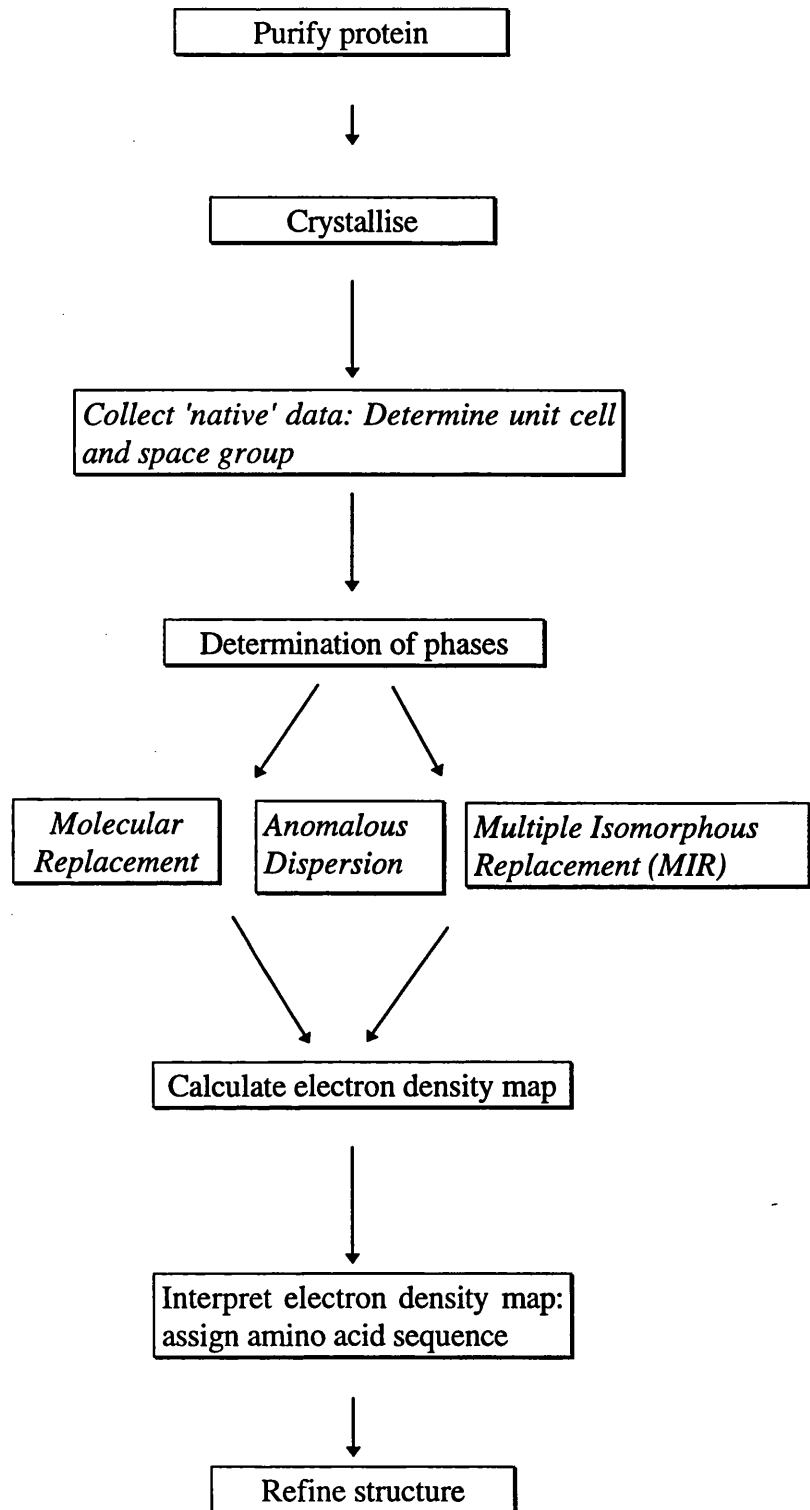 Purify protein
Crystallise
Collect 'native' data: Determine unit cell
and space group
Determination of phases
Molecular
Replacement
Anomalous
Dispersion
Multiple Isomorphous
Replacement (MIR)
Calculate electron density map
Interpret electron density map:
assign amino acid sequence
Refine structure